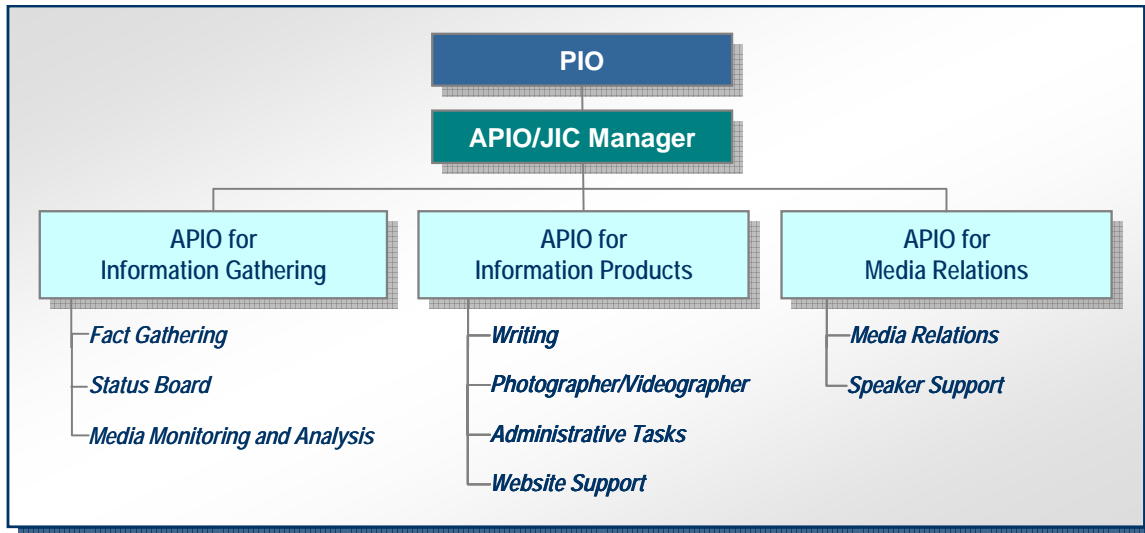 PIO
APIO/JIC Manager
APIO for
Information Gathering
Fact Gathering
Status Board
Media Monitoring and Analysis
APIO for
Information Products
Writing
Photographer/Videographer
Administrative Tasks
Website Support
APIO for
Media Relations
Media Relations
Speaker Support